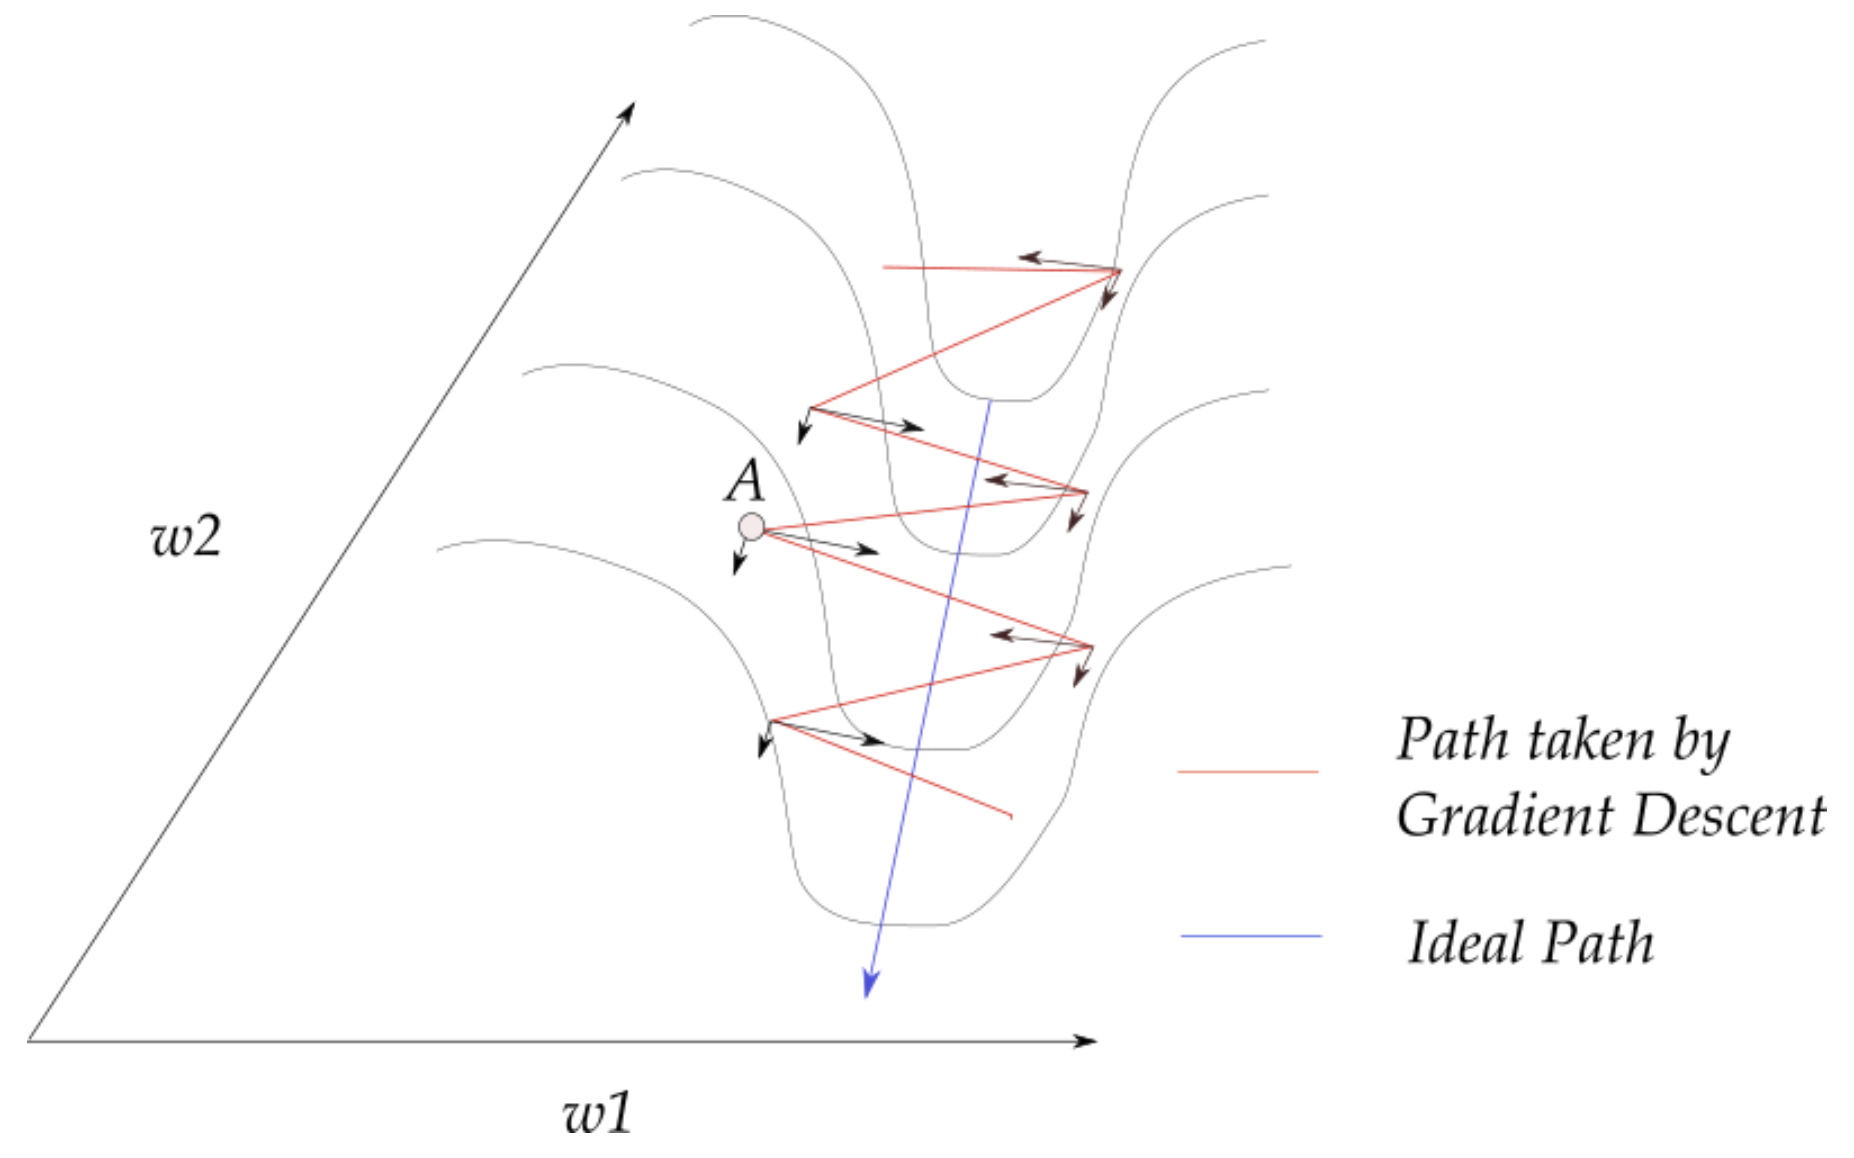 A
w2
Path taken by
Gradient Descent
Ideal Path
w1